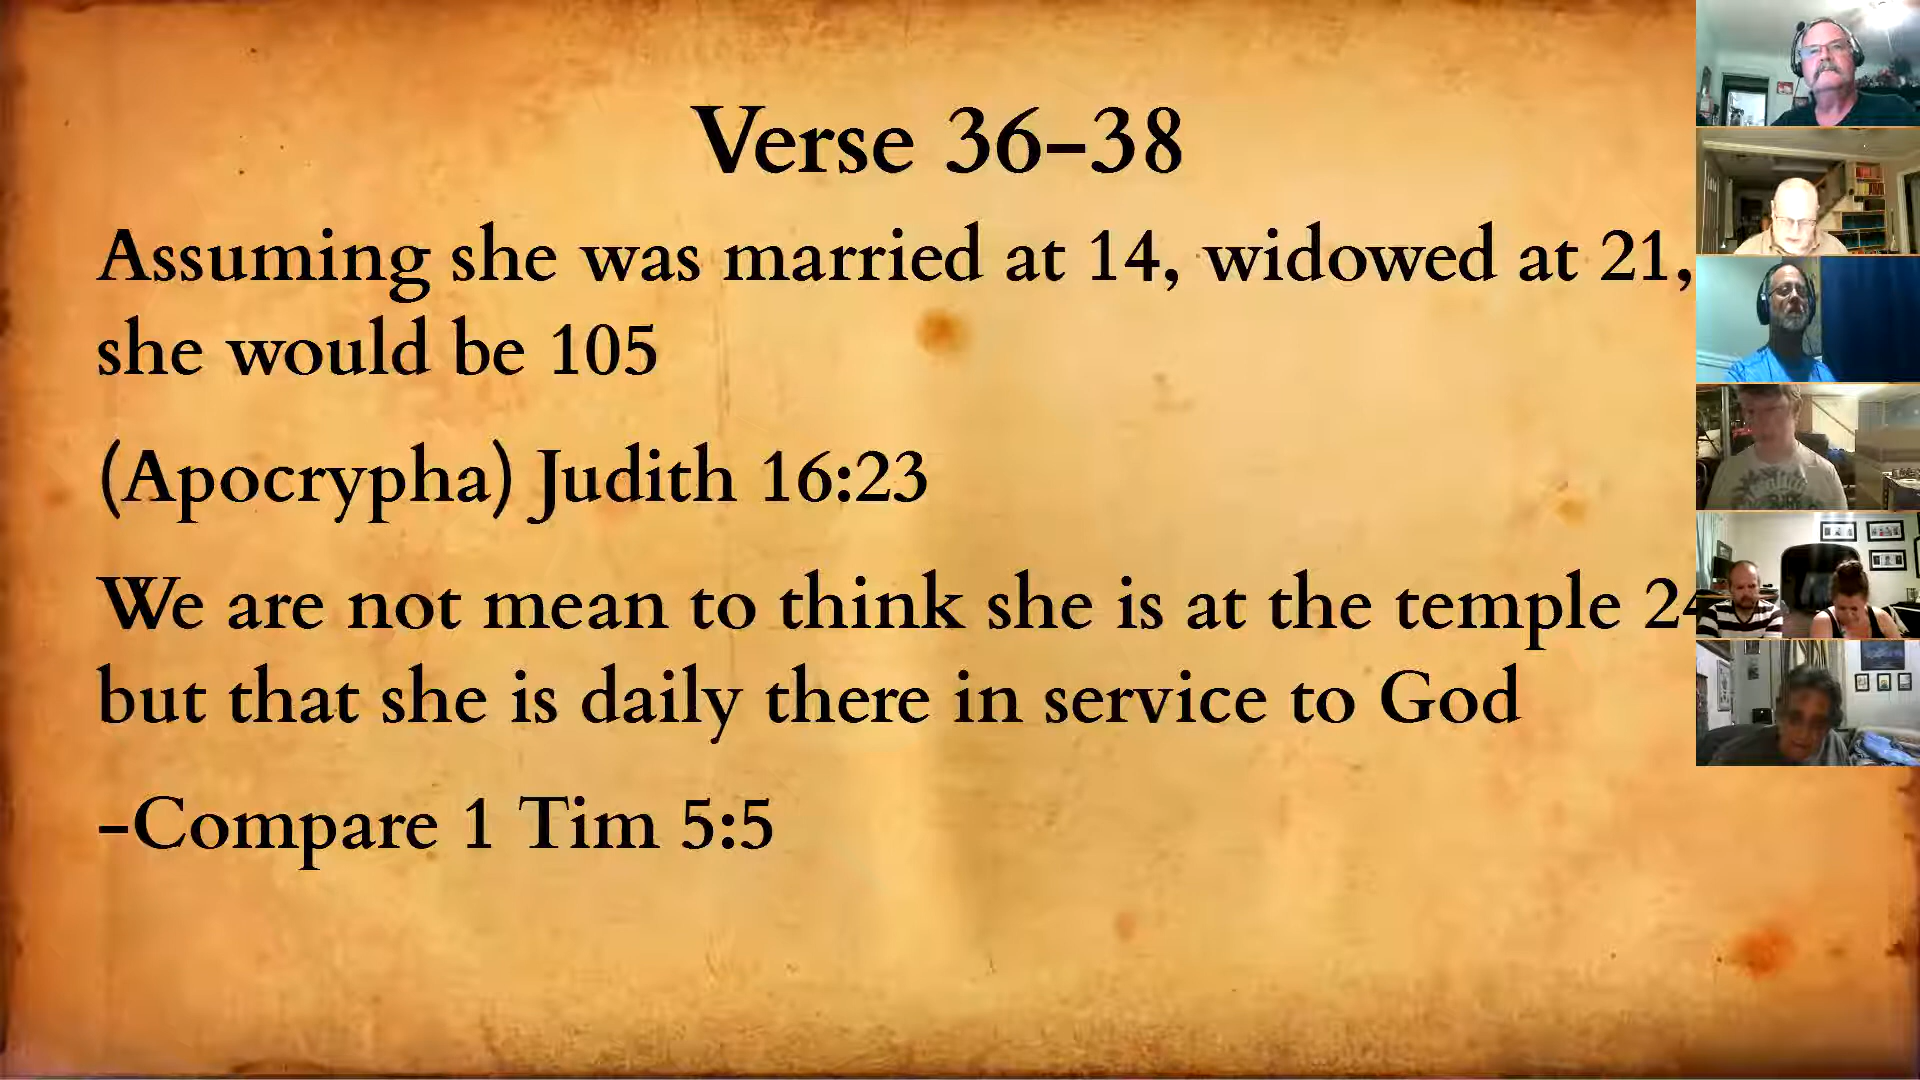 Verse 36-38
Assuming she was married at 14, widowed at 21,
she would be 105
(Apocrypha) Judith 16:23
We are not mean to think she is at the temple 24
but that she is daily there in service to God
-Compare 1 Tim 5:5